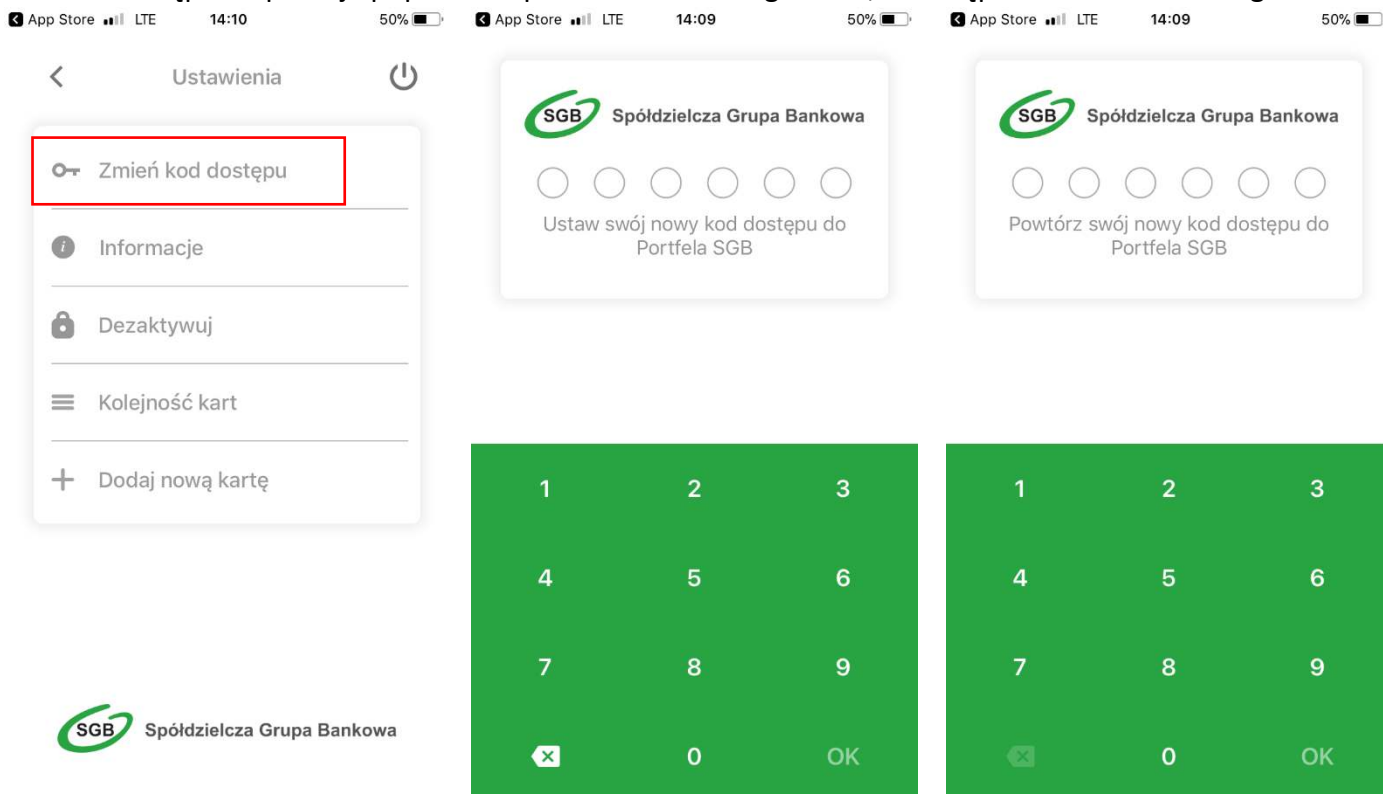 App Store LTE 14:10 50%
Ustawienia
Zmień kod dostępu
Informacje
Dezaktywuj
Kolejność kart
Dodaj nową kartę
SGB Spółdzielcza Grupa Bankowa
App Store LTE 14:09 50%
SGB Spółdzielcza Grupa Bankowa
Ustaw swój nowy kod dostępu do
Portfela SGB
1 2 3
4 5 6
7 8 9
0 OK
App Store LTE 14:09 50%
SGB Spółdzielcza Grupa Bankowa
Powtórz swój nowy kod dostępu do
Portfela SGB
1 2 3
4 5 6
7 8 9
0 OK